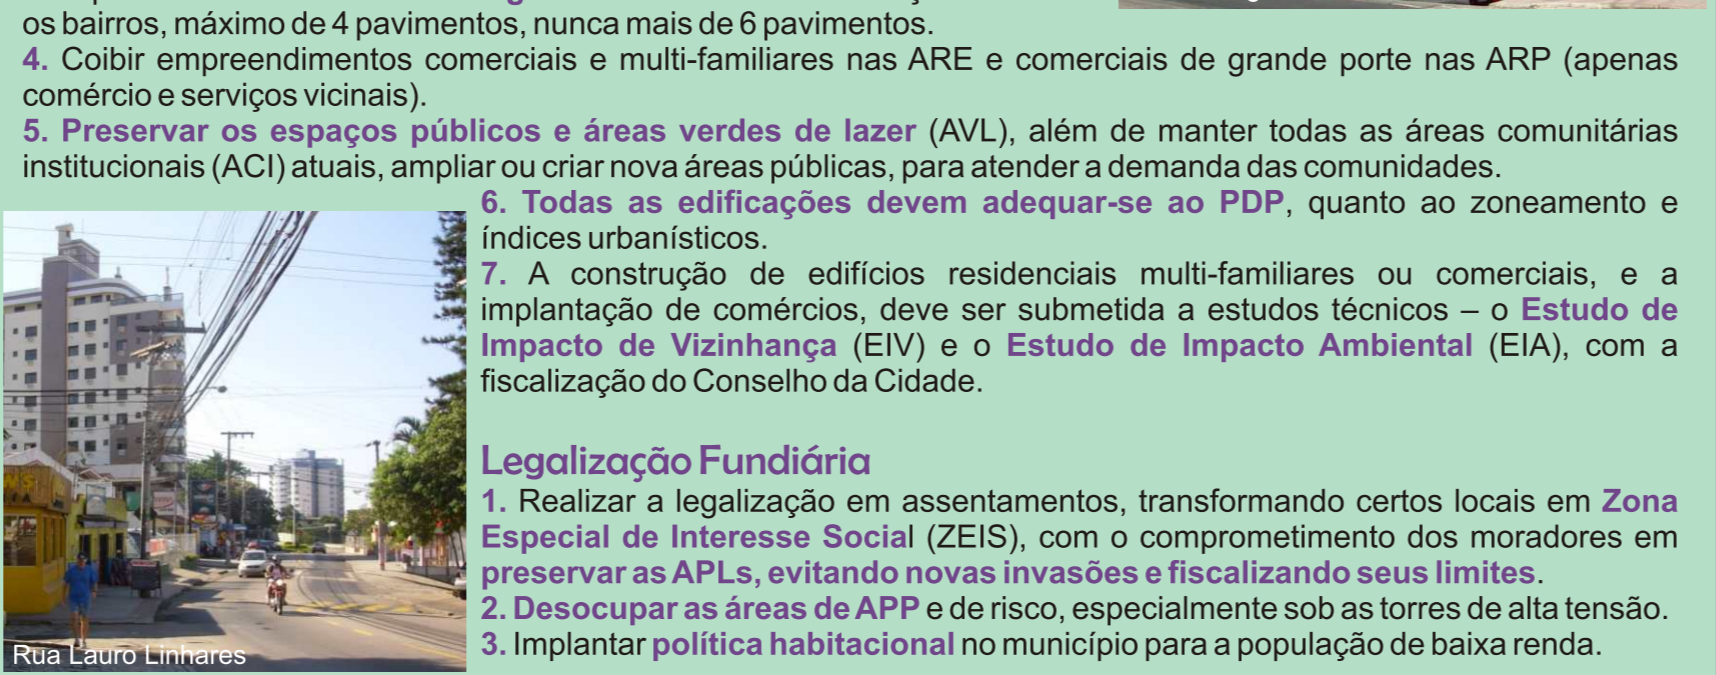 os bairros, máximo de 4 pavimentos, nunca mais de 6 pavimentos.
4. Coibir empreendimentos comerciais e multi-familiares nas ARE e comerciais de grande porte nas ARP (apenas
comércio e serviços vicinais).
5. Preservar os espaços públicos e áreas verdes de lazer (AVL), além de manter todas as áreas comunitárias
institucionais (ACI) atuais, ampliar ou criar nova áreas públicas, para atender a demanda das comunidades.
6. Todas as edificações devem adequar-se ao PDP, quanto ao zoneamento e
índices urbanísticos.
7. A construção de edifícios residenciais multi-familiares ou comerciais, e a
implantação de comércios, deve ser submetida a estudos técnicos – o Estudo de
Impacto de Vizinhança (EIV) e o Estudo de Impacto Ambiental (EIA), com a
fiscalização do Conselho da Cidade.
Legalização Fundiária
1. Realizar a legalização em assentamentos, transformando certos locais em Zona
Especial de Interesse Social (ZEIS), com o comprometimento dos moradores em
preservar as APLs, evitando novas invasões e fiscalizando seus limites.
2. Desocupar as áreas de APP e de risco, especialmente sob as torres de alta tensão.
3. Implantar política habitacional no município para a população de baixa renda.
Rua Lauro Linhares